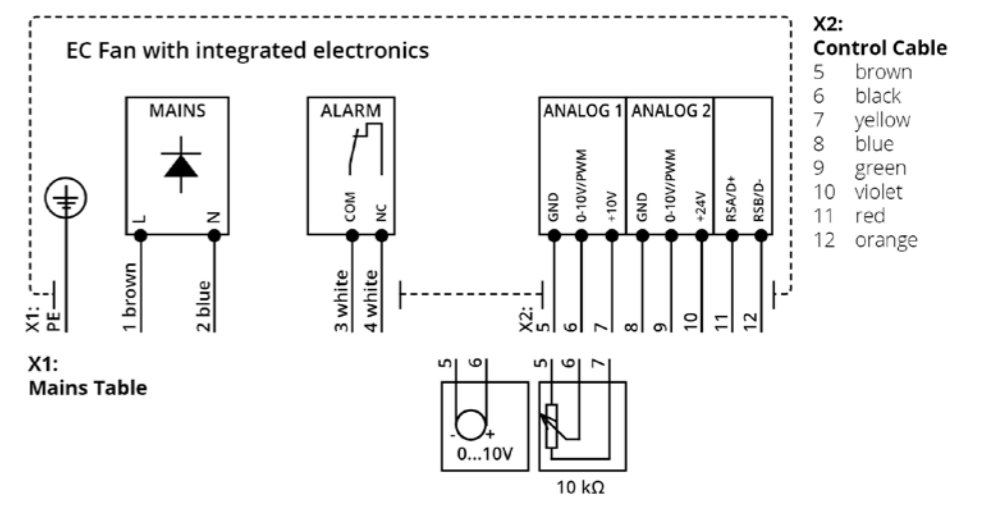 EC Fan with integrated electronics
MAINS
L
N
ALARM
COM
NC
ANALOG 1
ANALOG 2
GND
0-10V/PWM
+10V
GND
0-10V/PWM
+24V
RSA/D+
RSB/D-
X1:
PE
1 brown
2 blue
3 white
4 white
X2:
5
6
7
8
9
10
11
12
X1:
Mains Table
5
6
- +
0...10V
5
6
7
10 kΩ
X2:
Control Cable
5 brown
6 black
7 yellow
8 blue
9 green
10 violet
11 red
12 orange